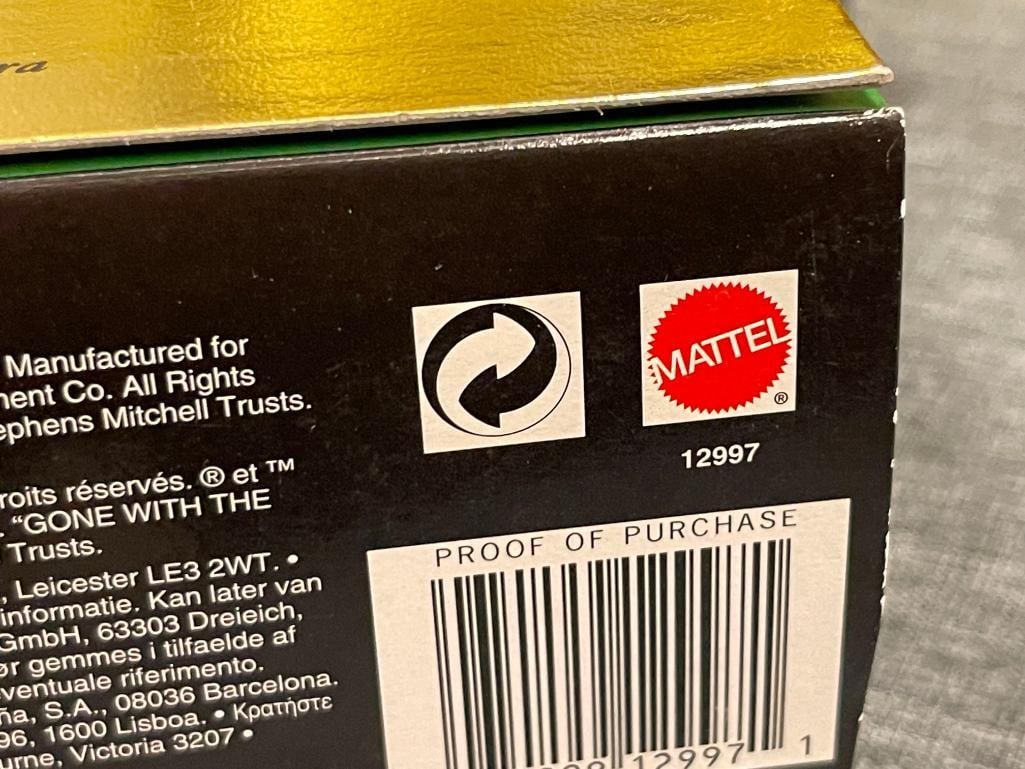 ra
Manufactured for
ment Co. All Rights
ephens Mitchell Trusts.
roits réservés. ® et ™
. “GONE WITH THE
Trusts.
, Leicester LE3 2WT. •
informatie. Kan later van
GmbH, 63303 Dreieich,
ør gemmes i tilfaelde af
ventuale riferimento.
ña, S.A., 08036 Barcelona.
96, 1600 Lisboa. • Κρατήστε
urne, Victoria 3207 •
MATTEL
®
12997
PROOF OF PURCHASE
12997 1